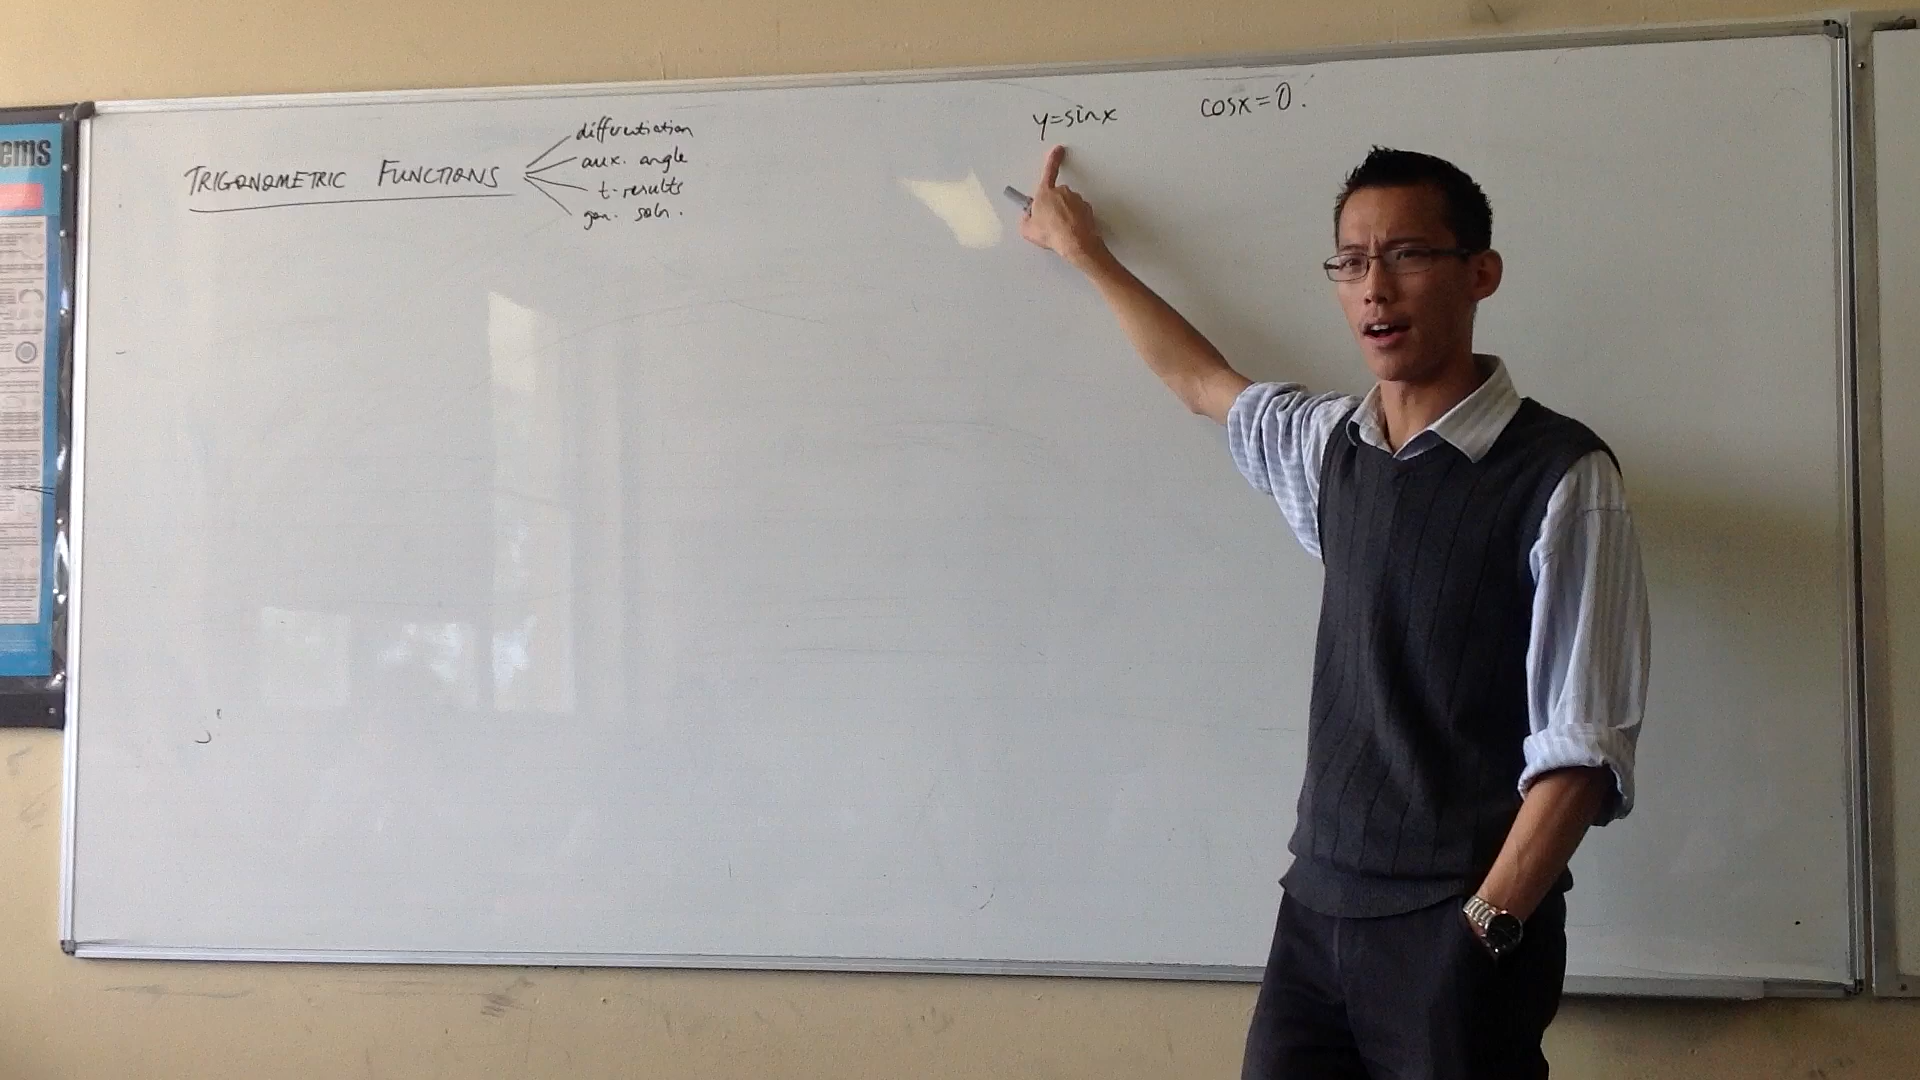 ems
TRIGONOMETRIC FUNCTIONS
differentiation
aux. angle
t-results
gen. soln.
y=sinx
cosx=0.